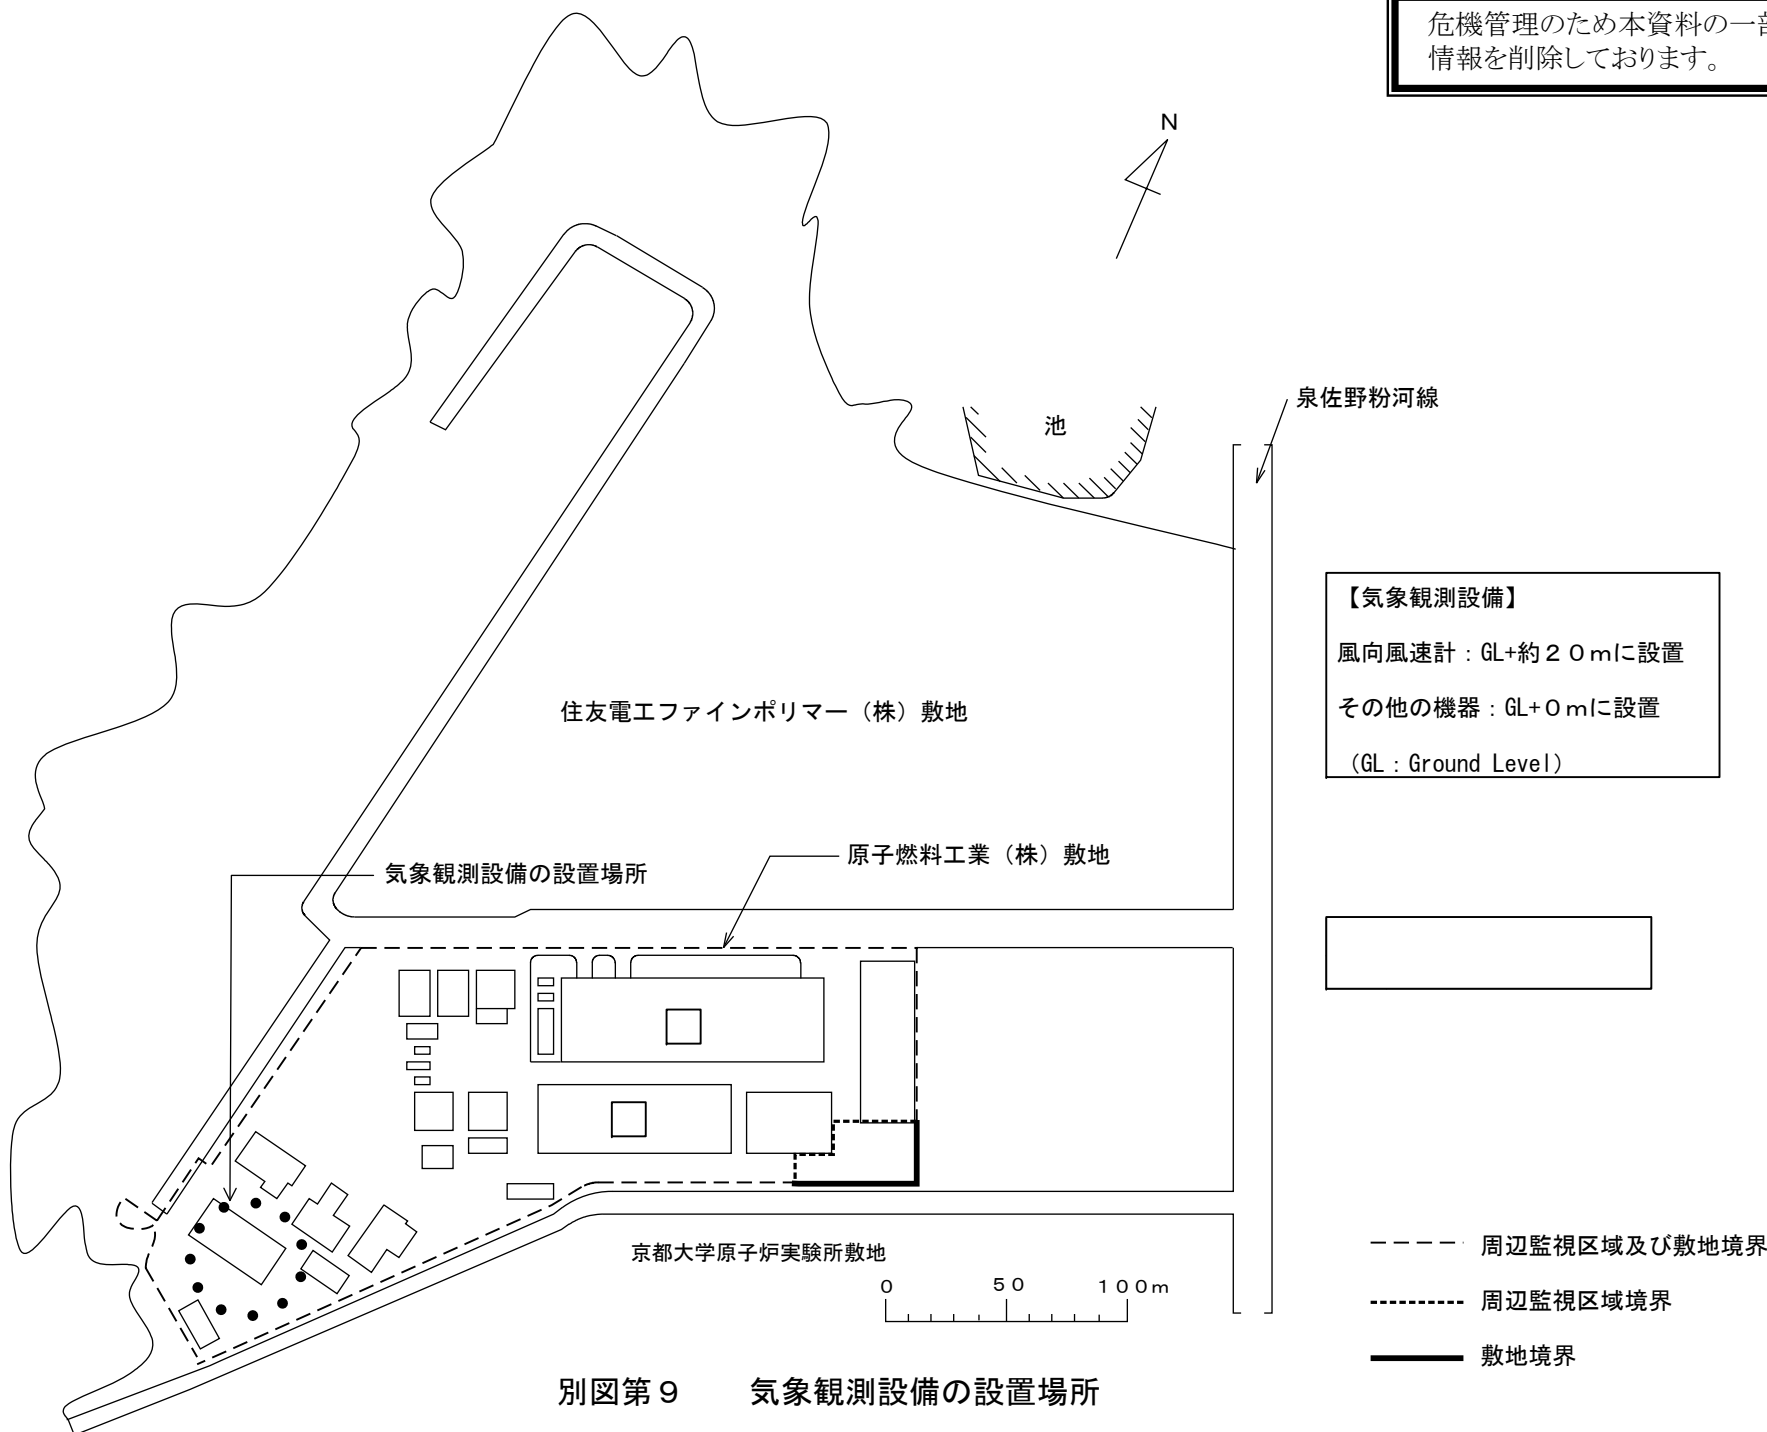 危機管理のため本資料の一部
情報を削除しております。
N
泉佐野粉河線
池
【気象観測設備】
風向風速計：GL+約２０ｍに設置
その他の機器：GL+０ｍに設置
（GL：Ground Level）
住友電工ファインポリマー（株）敷地
原子燃料工業（株）敷地
気象観測設備の設置場所
京都大学原子炉実験所敷地
０ ５０ １００ｍ
周辺監視区域及び敷地境界
周辺監視区域境界
敷地境界
別図第９　　気象観測設備の設置場所